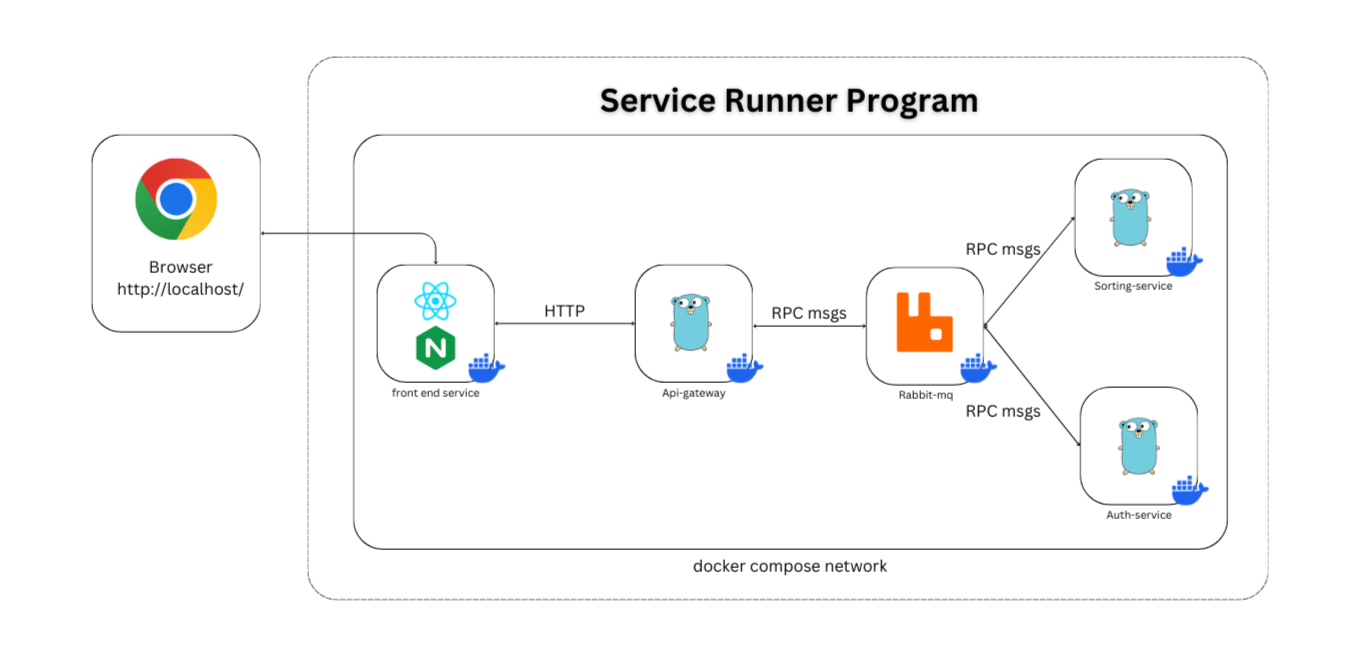 Service Runner Program
Browser
http://localhost/
front end service
HTTP
Api-gateway
RPC msgs
Rabbit-mq
RPC msgs
Sorting-service
RPC msgs
Auth-service
docker compose network